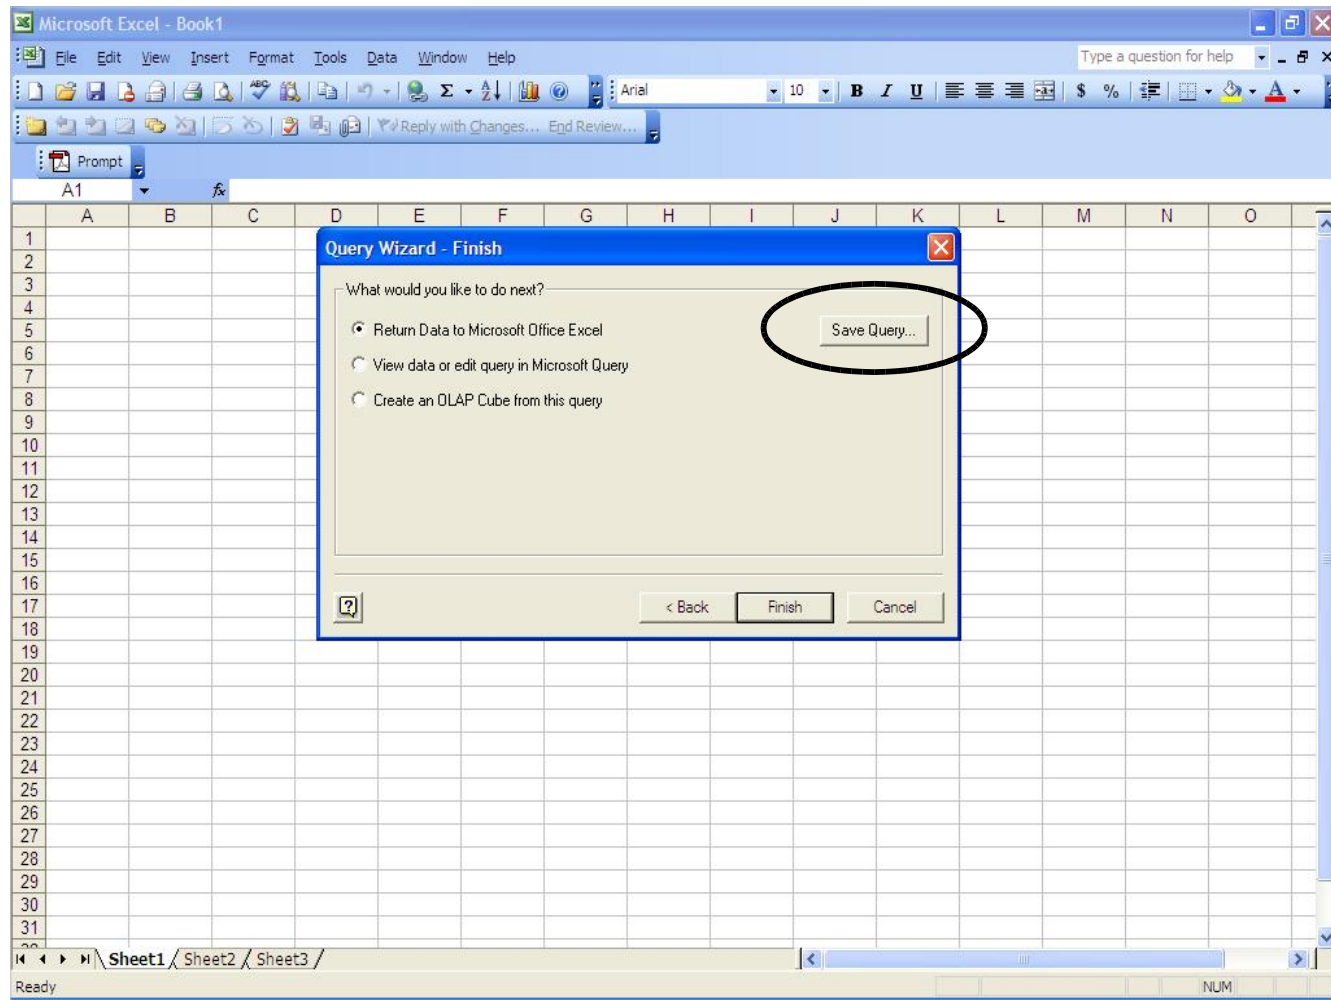 Microsoft Excel - Book1
File Edit View Insert Format Tools Data Window Help Type a question for help
Arial 10 B I U $ %
Reply with Changes... End Review...
Prompt
A1 fx
A B C D E F G H I J K L M N O
1
2
3
4
5
6
7
8
9
10
11
12
13
14
15
16
17
18
19
20
21
22
23
24
25
26
27
28
29
30
31
Query Wizard - Finish
What would you like to do next?
Return Data to Microsoft Office Excel Save Query...
View data or edit query in Microsoft Query
Create an OLAP Cube from this query
< Back Finish Cancel
Sheet1 Sheet2 Sheet3
Ready NUM